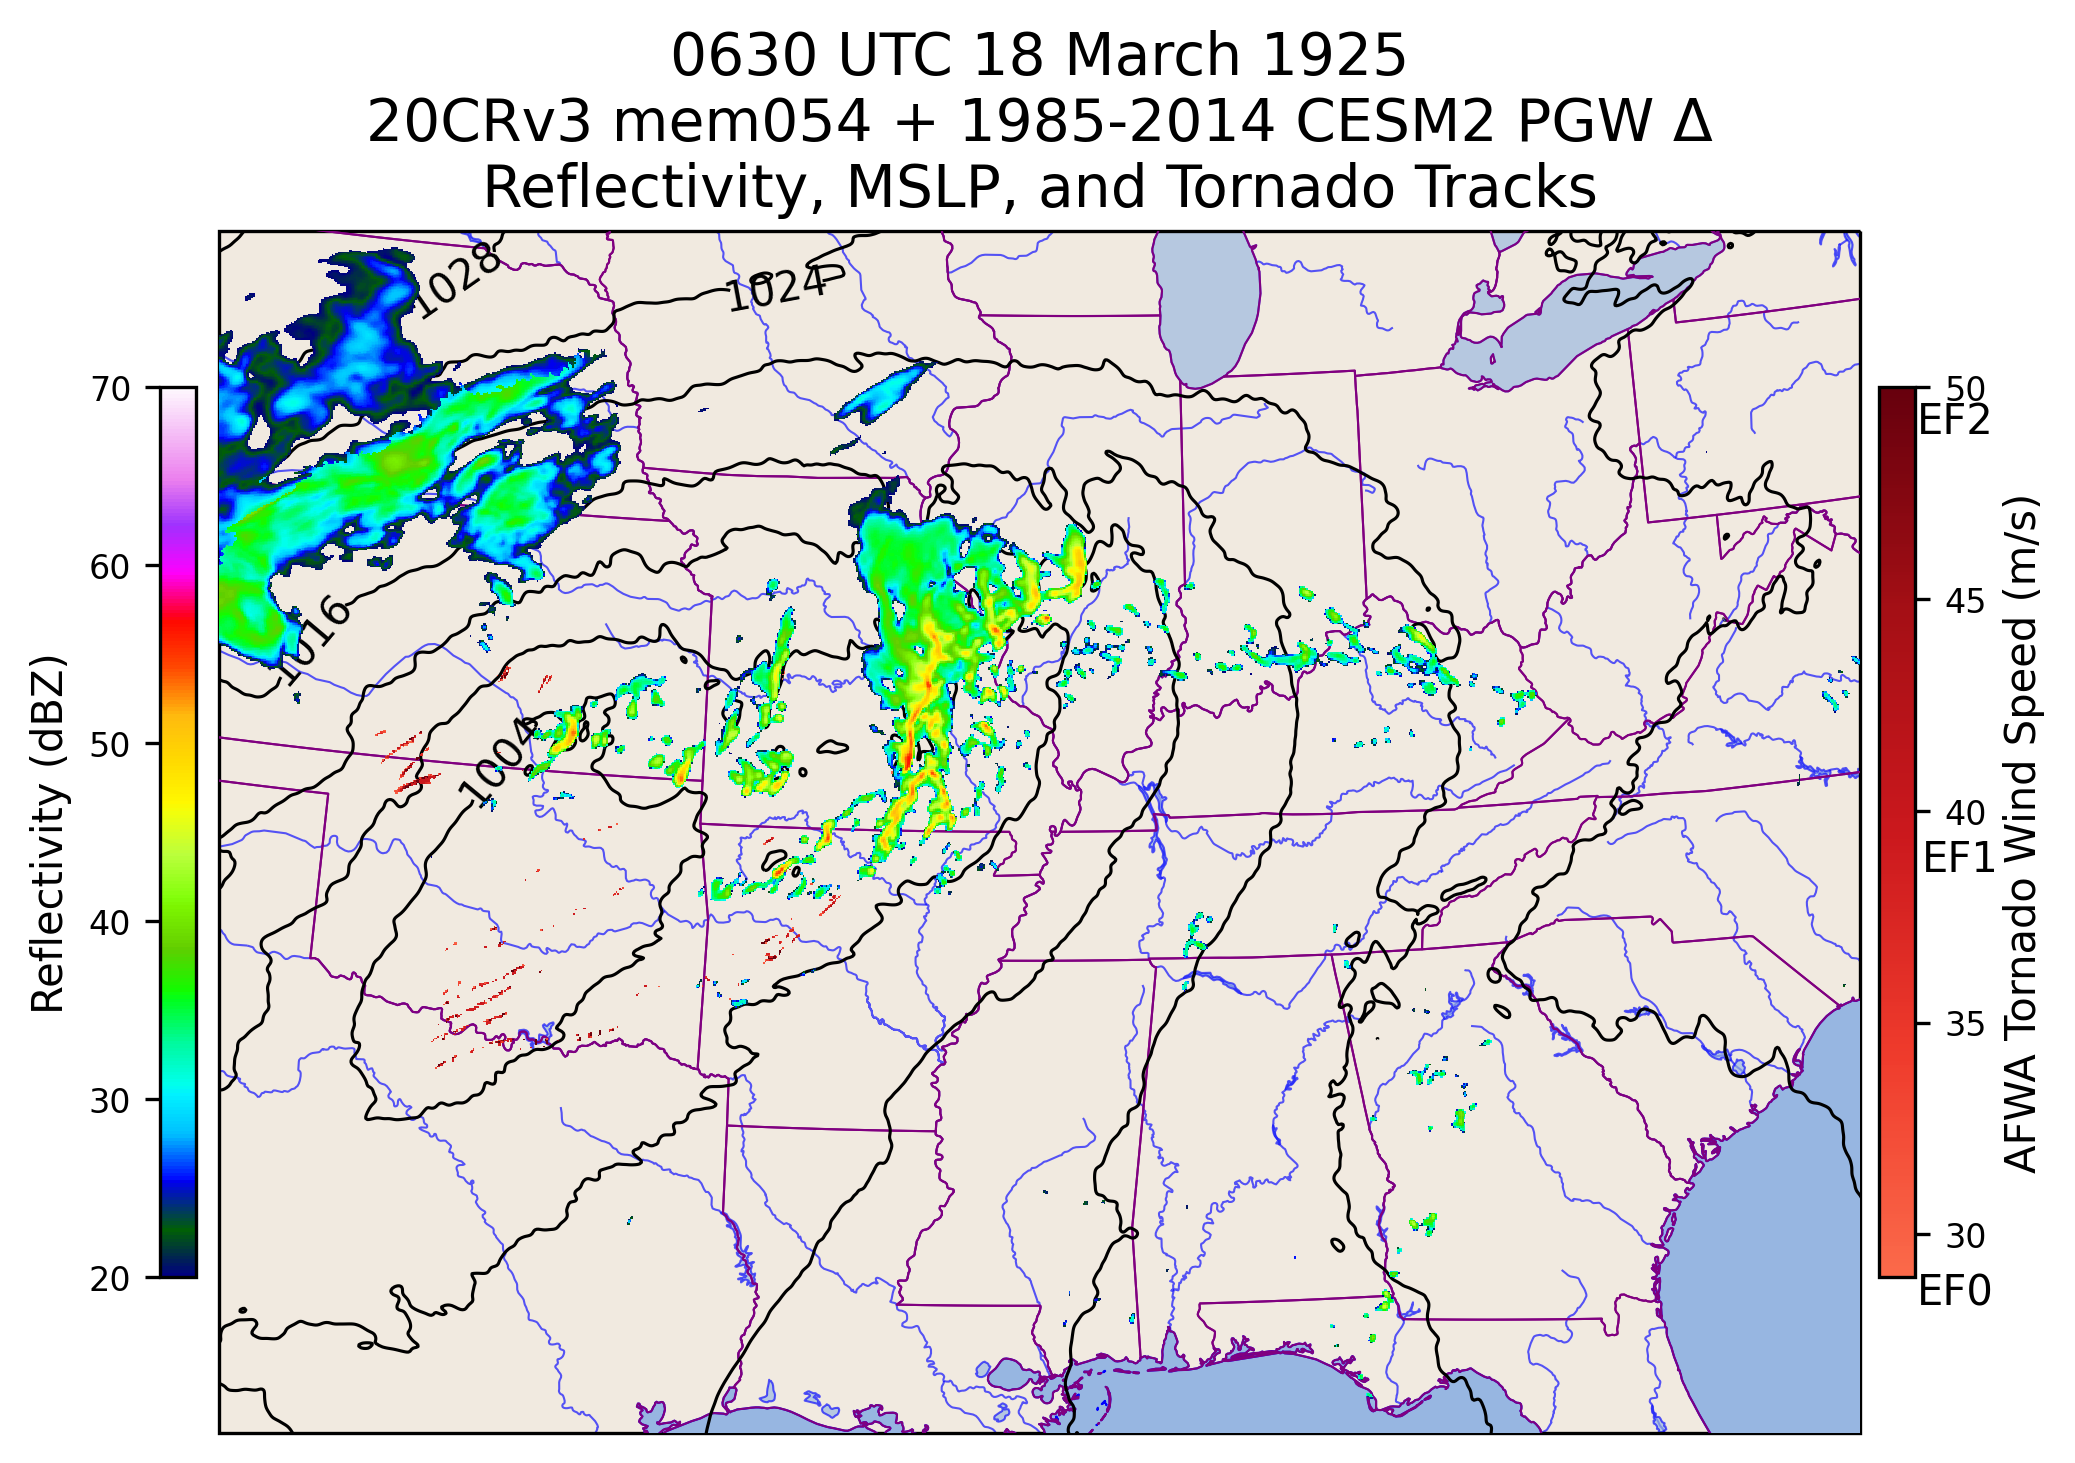 0630 UTC 18 March 1925
20CRv3 mem054 + 1985-2014 CESM2 PGW Δ
Reflectivity, MSLP, and Tornado Tracks
1028
1024
1016
1004
70
60
50
40
30
20
Reflectivity (dBZ)
50
EF2
45
40
EF1
35
30
EF0
AFWA Tornado Wind Speed (m/s)